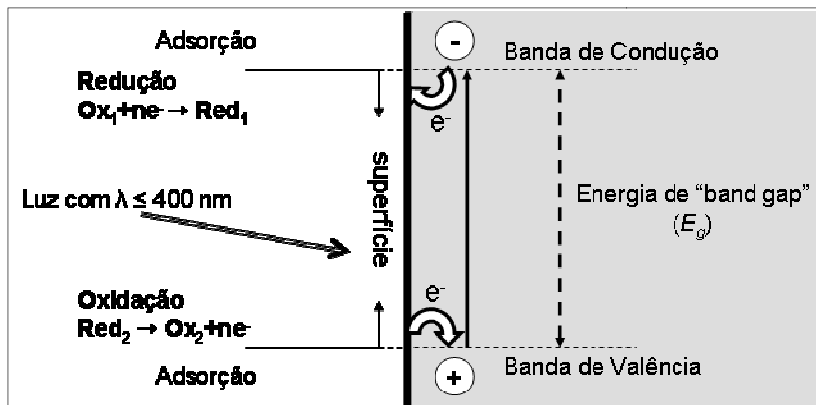 Adsorção
-
Banda de Condução
Redução
Ox₁+ne⁻ → Red₁
e⁻
superfície
Luz com λ ≤ 400 nm
Energia de “band gap”
(E_g)
Oxidação
Red₂ → Ox₂+ne⁻
e⁻
Adsorção
+
Banda de Valência